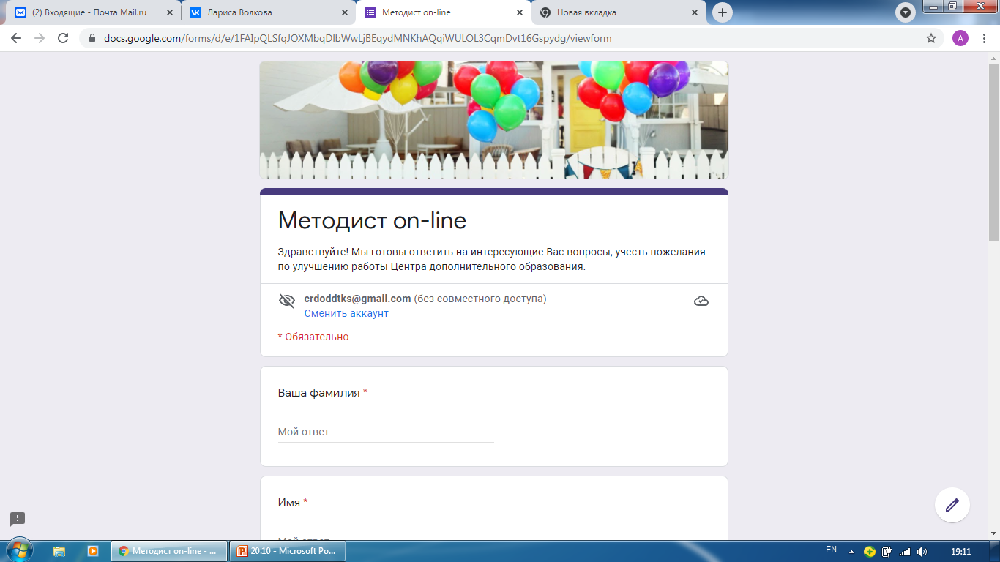 (2) Входящие - Почта Mail.ru
Лариса Волкова
Методист on-line
Новая вкладка
docs.google.com/forms/d/e/1FAIpQLSfqJOXMbqDlbWwLjBEqydMNKhAQqiWULOL3CqmDvt16Gspydg/viewform
A
Методист on-line
Здравствуйте! Мы готовы ответить на интересующие Вас вопросы, учесть пожелания
по улучшению работы Центра дополнительного образования.
crdoddtks@gmail.com (без совместного доступа)
Сменить аккаунт
* Обязательно
Ваша фамилия *
Мой ответ
Имя *
Мой ответ
Методист on-line - ...
20.10 - Microsoft Po...
EN
19:11